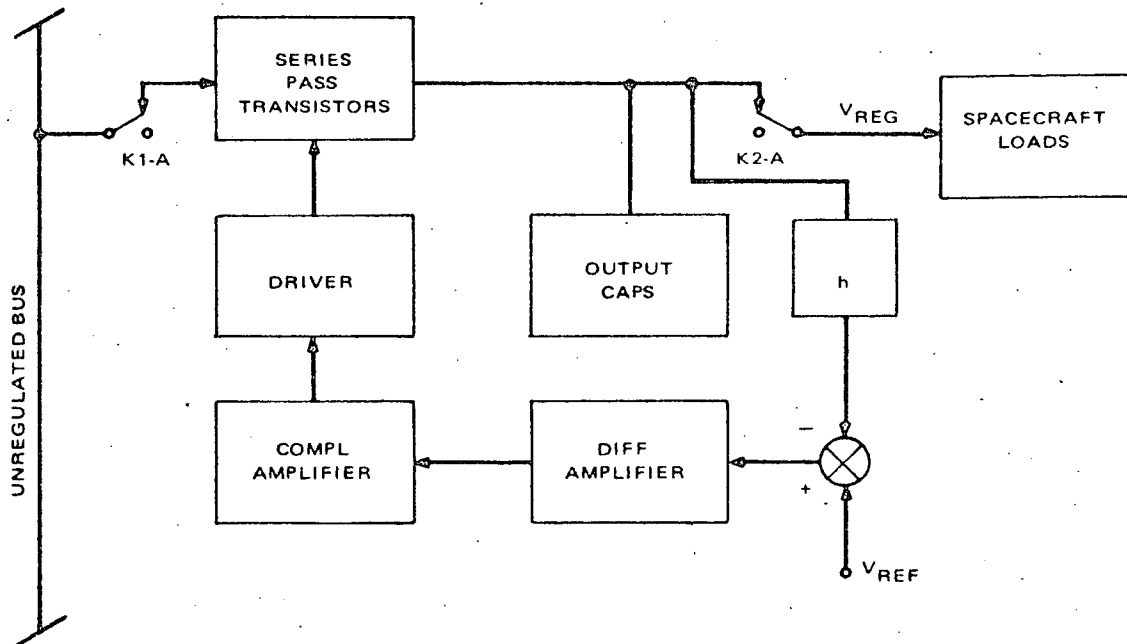 SERIES
PASS
TRANSISTORS
K1-A
K2-A
V_REG
SPACECRAFT
LOADS
UNREGULATED BUS
DRIVER
OUTPUT
CAPS
h
COMPL
AMPLIFIER
DIFF
AMPLIFIER
−
+
V_REF